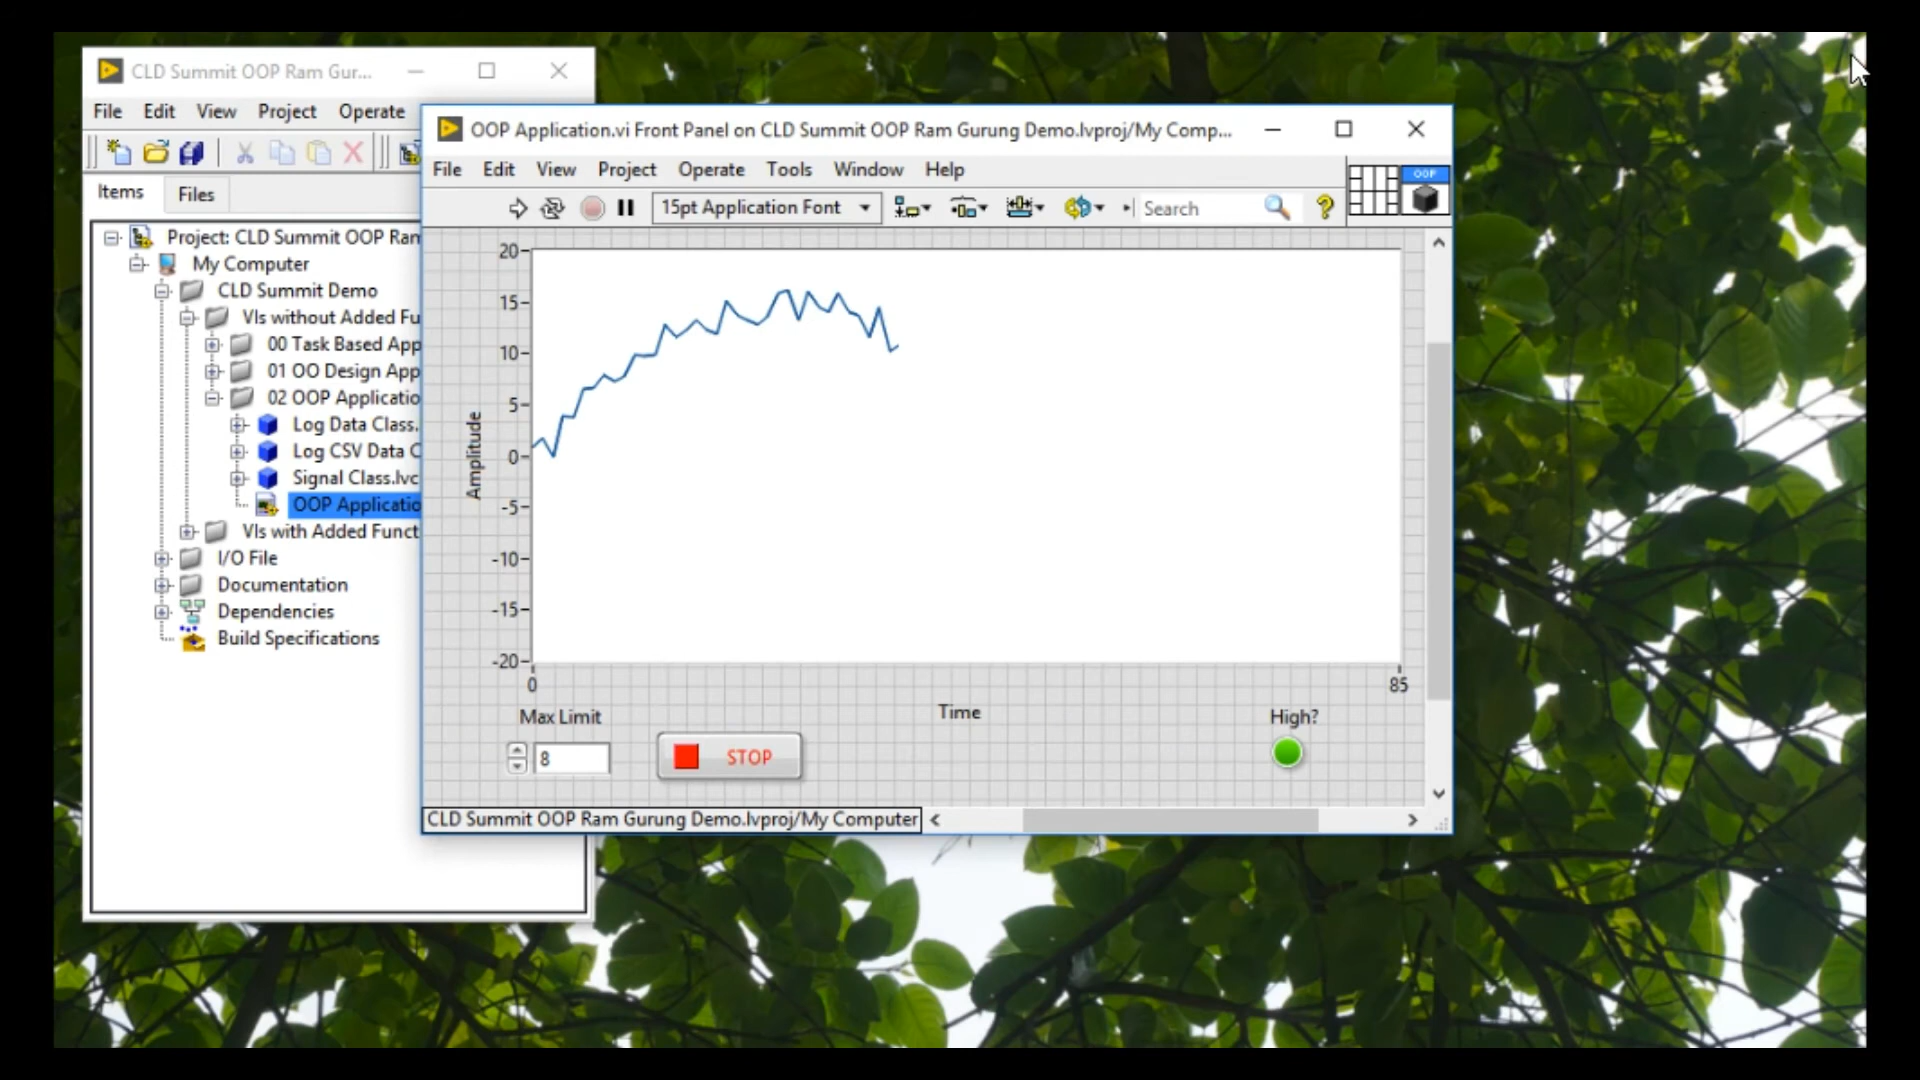 CLD Summit OOP Ram Gur...
File Edit View Project Operate
Items Files
Project: CLD Summit OOP Ram
My Computer
CLD Summit Demo
VIs without Added Fu
00 Task Based App
01 OO Design App
02 OOP Applicatio
Log Data Class.
Log CSV Data C
Signal Class.lvc
OOP Applicatio
VIs with Added Funct
I/O File
Documentation
Dependencies
Build Specifications
OOP Application.vi Front Panel on CLD Summit OOP Ram Gurung Demo.lvproj/My Comp...
File Edit View Project Operate Tools Window Help
15pt Application Font Search ?
OOP
20
15
10
5
0
-5
-10
-15
-20
Amplitude
0 85
Time
Max Limit High?
8 STOP
CLD Summit OOP Ram Gurung Demo.lvproj/My Computer